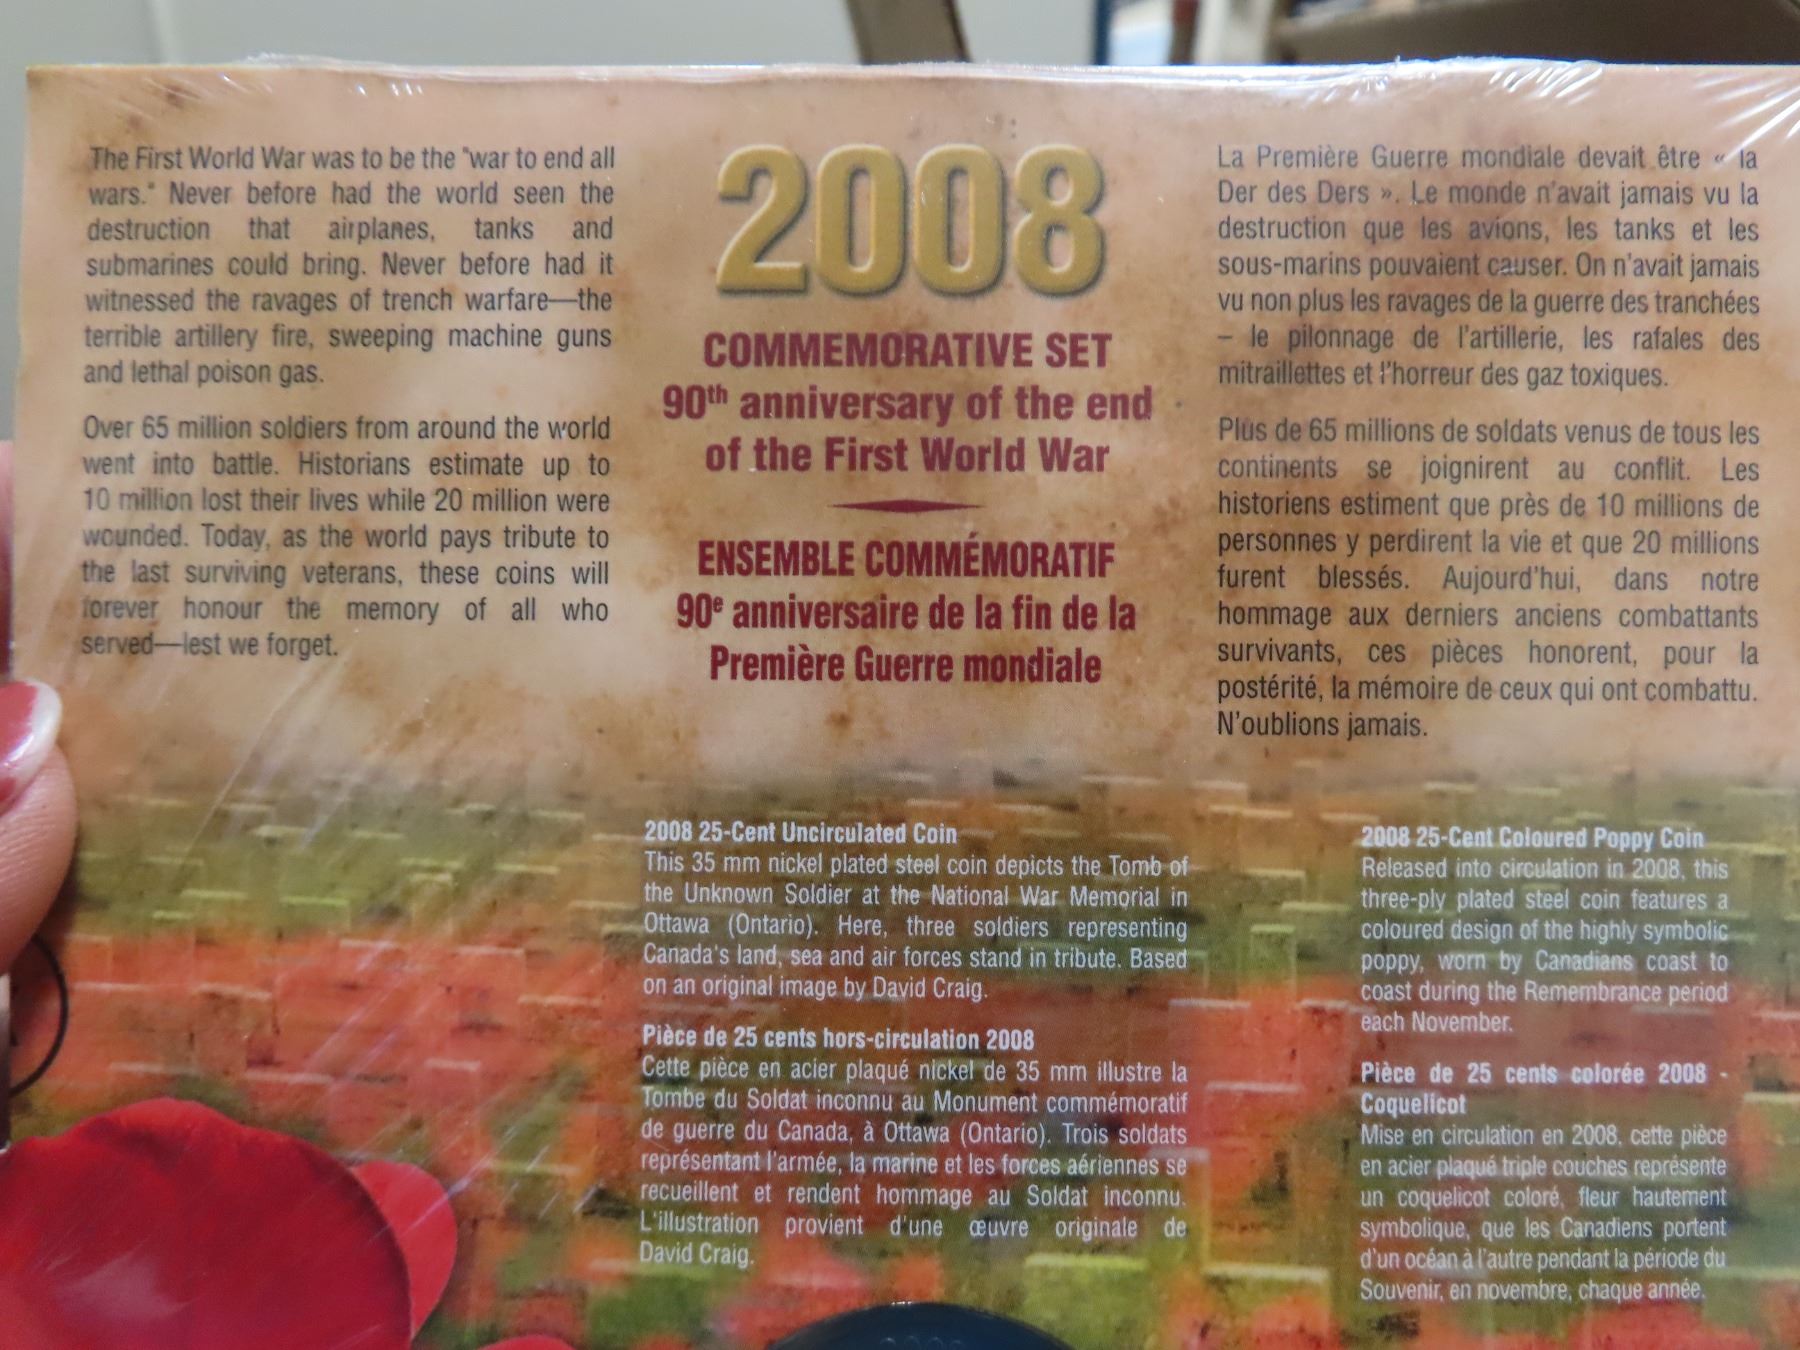 The First World War was to be the "war to end all
wars." Never before had the world seen the
destruction that airplanes, tanks and
submarines could bring. Never before had it
witnessed the ravages of trench warfare—the
terrible artillery fire, sweeping machine guns
and lethal poison gas.
Over 65 million soldiers from around the world
went into battle. Historians estimate up to
10 million lost their lives while 20 million were
wounded. Today, as the world pays tribute to
the last surviving veterans, these coins will
forever honour the memory of all who
served—lest we forget.
2008
COMMEMORATIVE SET
90th anniversary of the end
of the First World War
ENSEMBLE COMMÉMORATIF
90e anniversaire de la fin de la
Première Guerre mondiale
La Première Guerre mondiale devait être « la
Der des Ders ». Le monde n'avait jamais vu la
destruction que les avions, les tanks et les
sous-marins pouvaient causer. On n'avait jamais
vu non plus les ravages de la guerre des tranchées
– le pilonnage de l'artillerie, les rafales des
mitraillettes et l'horreur des gaz toxiques.
Plus de 65 millions de soldats venus de tous les
continents se joignirent au conflit. Les
historiens estiment que près de 10 millions de
personnes y perdirent la vie et que 20 millions
furent blessés. Aujourd'hui, dans notre
hommage aux derniers anciens combattants
survivants, ces pièces honorent, pour la
postérité, la mémoire de ceux qui ont combattu.
N'oublions jamais.
2008 25-Cent Uncirculated Coin
This 35 mm nickel plated steel coin depicts the Tomb of
the Unknown Soldier at the National War Memorial in
Ottawa (Ontario). Here, three soldiers representing
Canada's land, sea and air forces stand in tribute. Based
on an original image by David Craig.
Pièce de 25 cents hors-circulation 2008
Cette pièce en acier plaqué nickel de 35 mm illustre la
Tombe du Soldat inconnu au Monument commémoratif
de guerre du Canada, à Ottawa (Ontario). Trois soldats
représentant l'armée, la marine et les forces aériennes se
recueillent et rendent hommage au Soldat inconnu.
L'illustration provient d'une œuvre originale de
David Craig.
2008 25-Cent Coloured Poppy Coin
Released into circulation in 2008, this
three-ply plated steel coin features a
coloured design of the highly symbolic
poppy, worn by Canadians coast to
coast during the Remembrance period
each November.
Pièce de 25 cents colorée 2008 -
Coquelicot
Mise en circulation en 2008, cette pièce
en acier plaqué triple couches représente
un coquelicot coloré, fleur hautement
symbolique, que les Canadiens portent
d'un océan à l'autre pendant la période du
Souvenir, en novembre, chaque année.